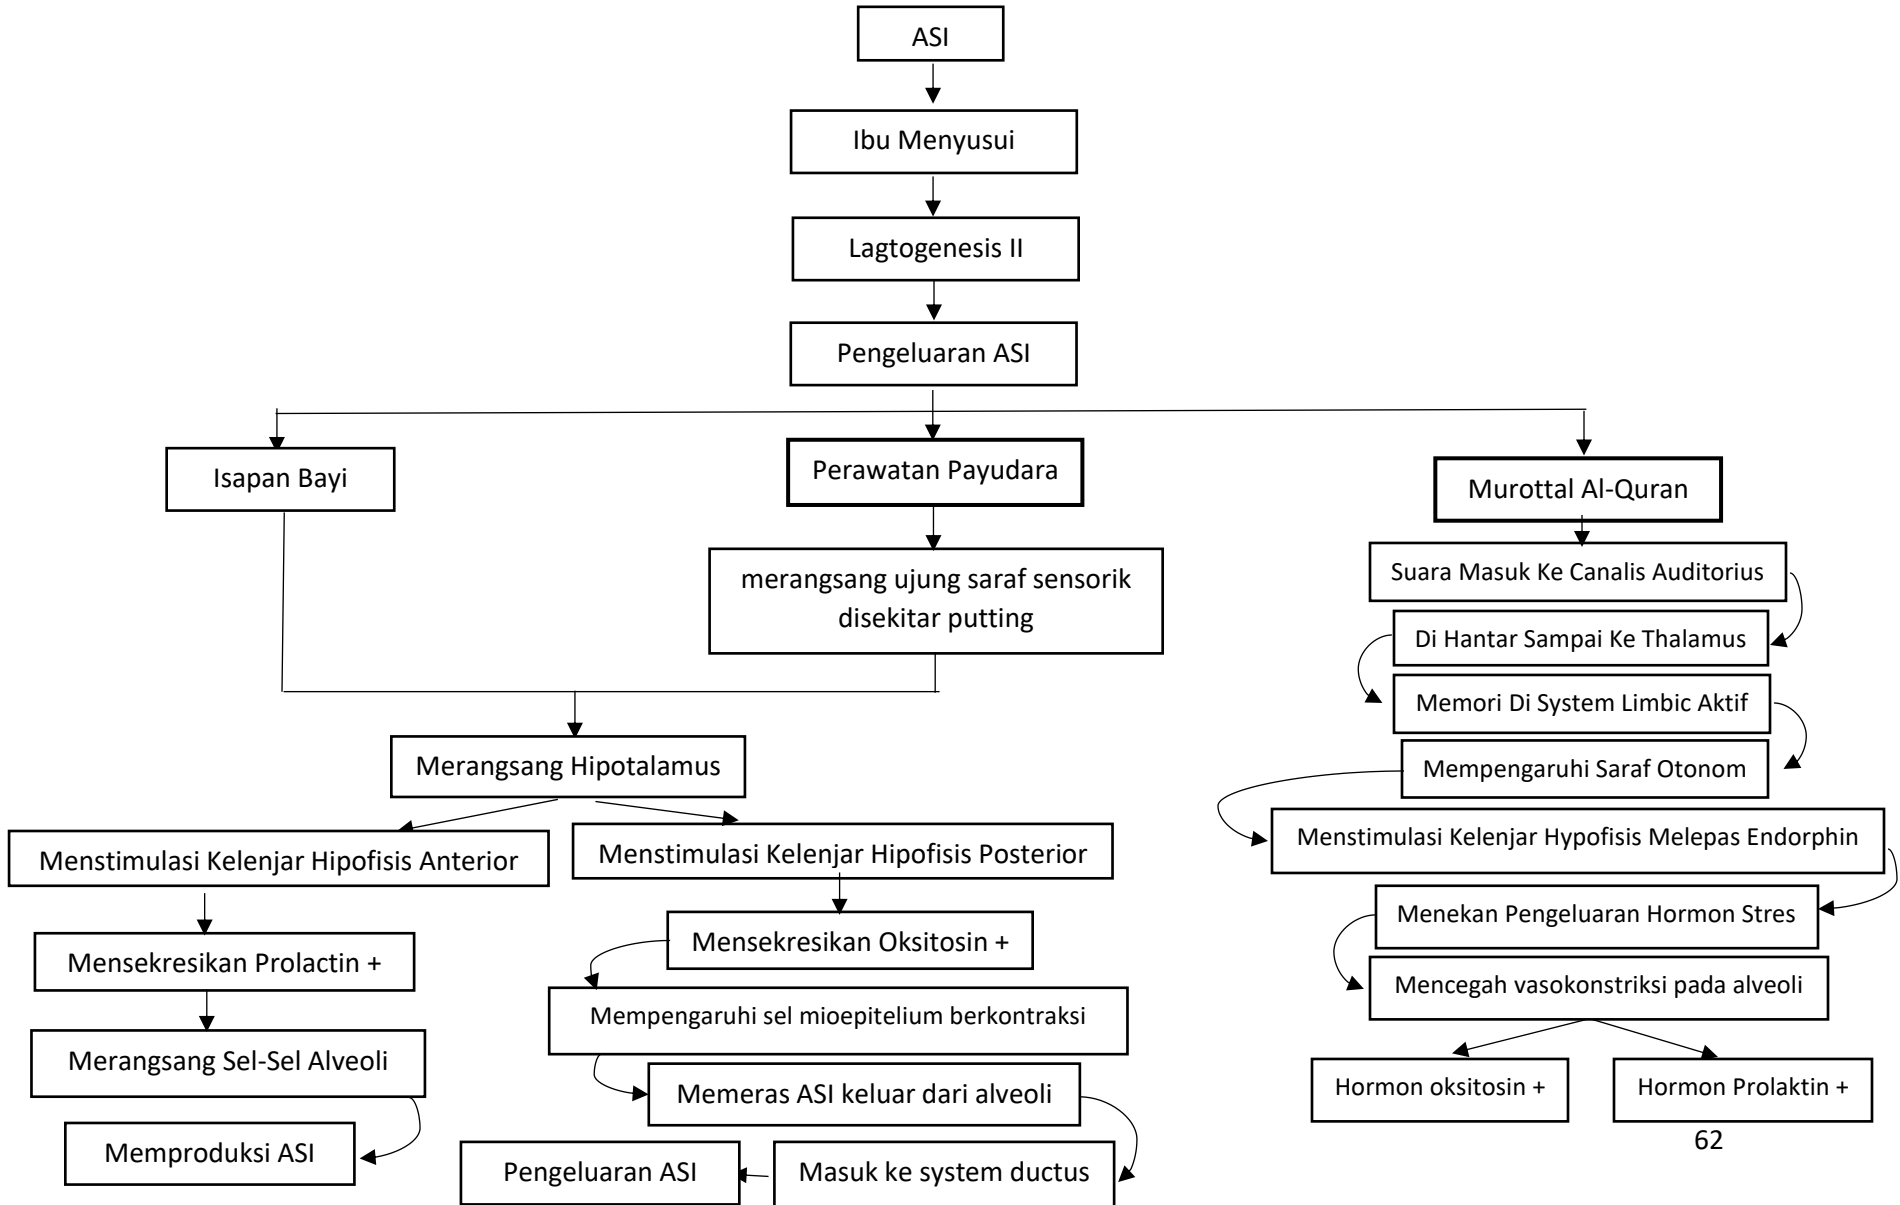 ASI
Ibu Menyusui
Lagtogenesis II
Pengeluaran ASI
Isapan Bayi
Perawatan Payudara
merangsang ujung saraf sensorik
disekitar putting
Merangsang Hipotalamus
Menstimulasi Kelenjar Hipofisis Anterior
Mensekresikan Prolactin +
Merangsang Sel-Sel Alveoli
Memproduksi ASI
Menstimulasi Kelenjar Hipofisis Posterior
Mensekresikan Oksitosin +
Mempengaruhi sel mioepitelium berkontraksi
Memeras ASI keluar dari alveoli
Masuk ke system ductus
Pengeluaran ASI
Murottal Al-Quran
Suara Masuk Ke Canalis Auditorius
Di Hantar Sampai Ke Thalamus
Memori Di System Limbic Aktif
Mempengaruhi Saraf Otonom
Menstimulasi Kelenjar Hypofisis Melepas Endorphin
Menekan Pengeluaran Hormon Stres
Mencegah vasokonstriksi pada alveoli
Hormon oksitosin +
Hormon Prolaktin +
62